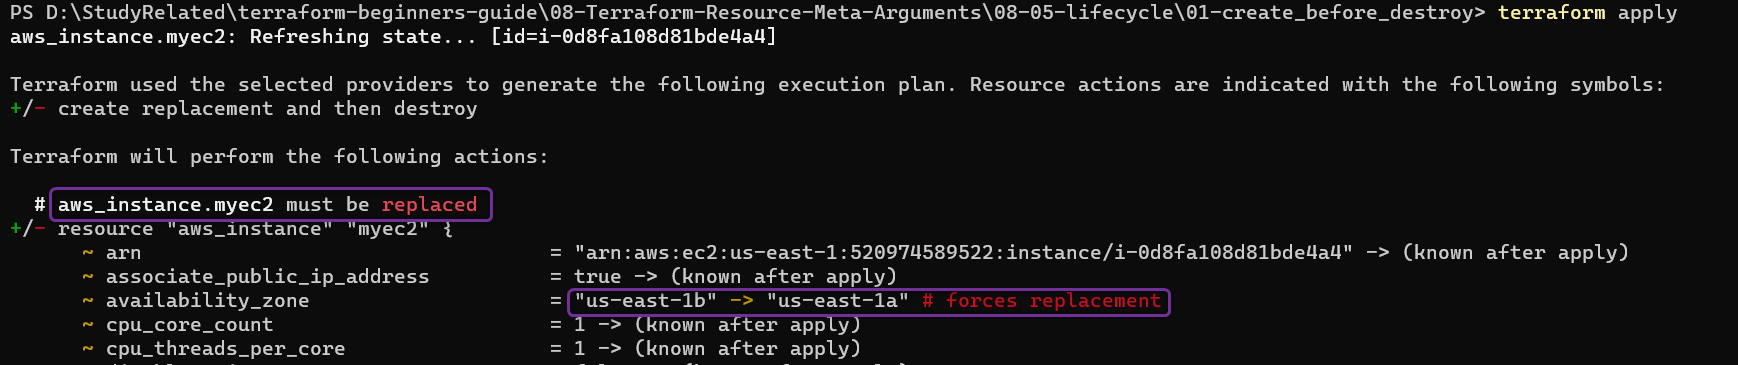 PS D:\StudyRelated\terraform-beginners-guide\08-Terraform-Resource-Meta-Arguments\08-05-lifecycle\01-create_before_destroy> terraform apply
aws_instance.myec2: Refreshing state... [id=i-0d8fa108d81bde4a4]
Terraform used the selected providers to generate the following execution plan. Resource actions are indicated with the following symbols:
+/- create replacement and then destroy
Terraform will perform the following actions:
# aws_instance.myec2 must be replaced
+/- resource "aws_instance" "myec2" {
~ arn = "arn:aws:ec2:us-east-1:520974589522:instance/i-0d8fa108d81bde4a4" -> (known after apply)
~ associate_public_ip_address = true -> (known after apply)
~ availability_zone = "us-east-1b" -> "us-east-1a" # forces replacement
~ cpu_core_count = 1 -> (known after apply)
~ cpu_threads_per_core = 1 -> (known after apply)